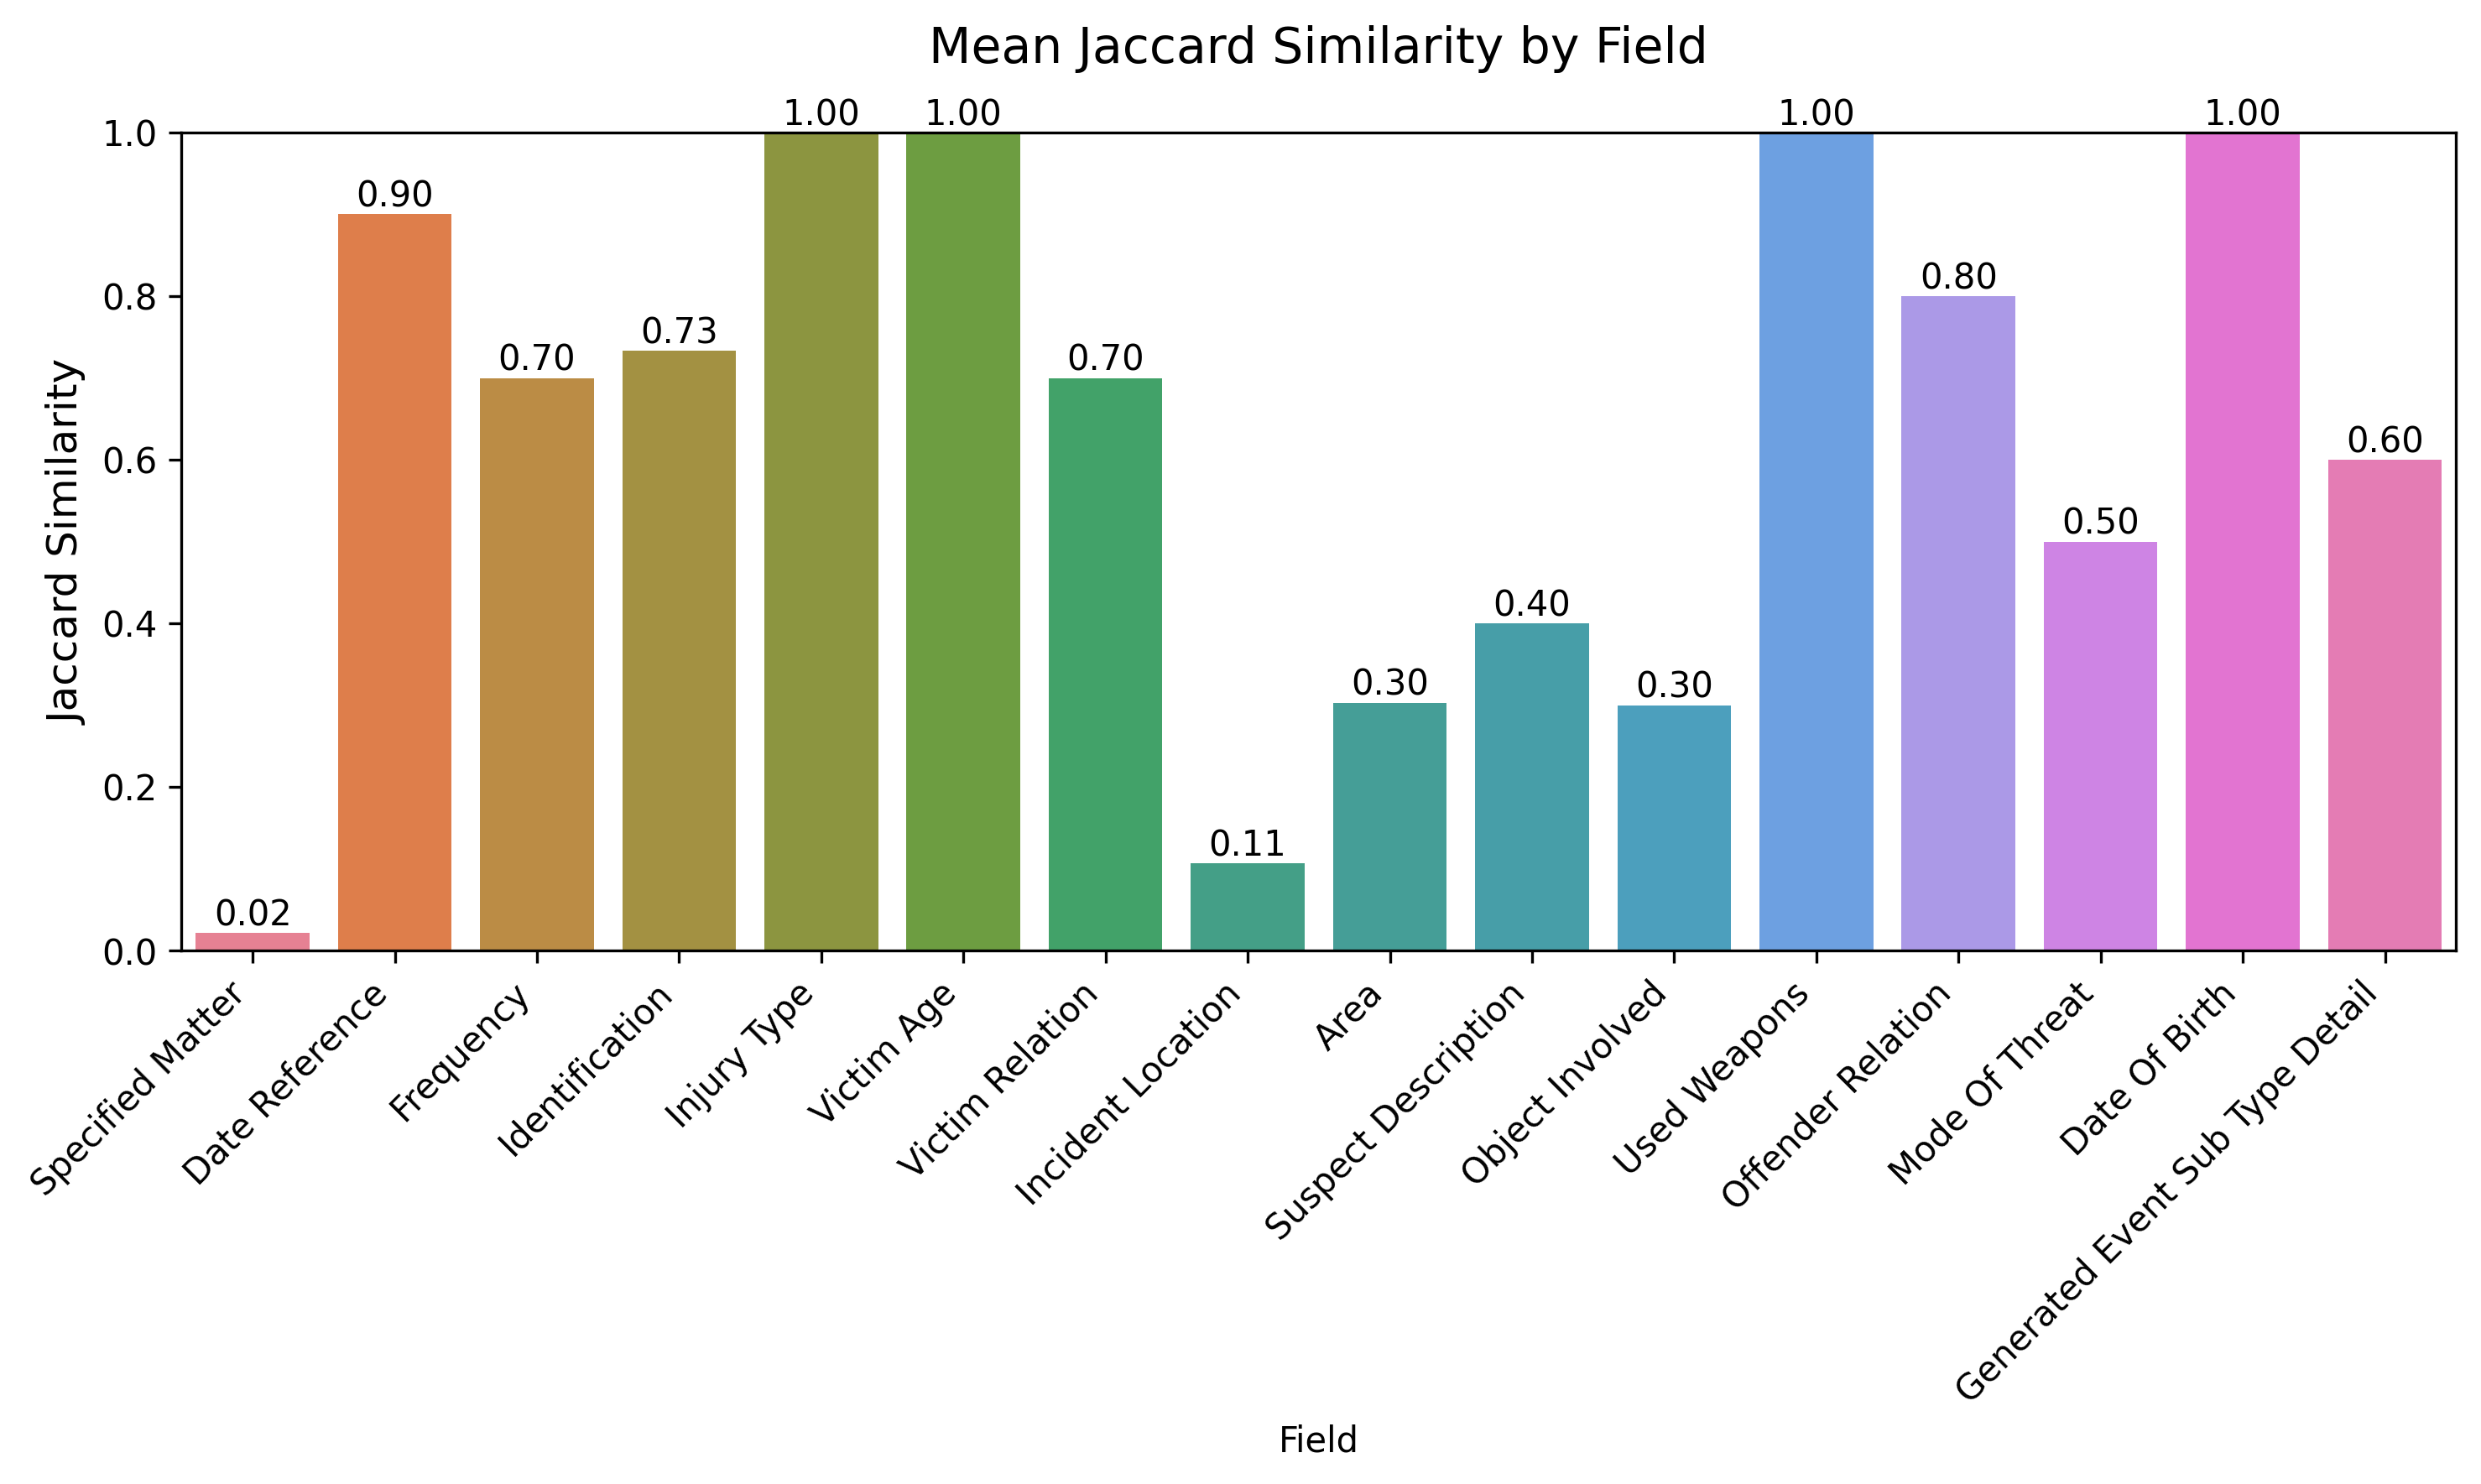 Mean Jaccard Similarity by Field
Jaccard Similarity
1.0
0.8
0.6
0.4
0.2
0.0
0.02
0.90
0.70
0.73
1.00
1.00
0.70
0.11
0.30
0.40
0.30
1.00
0.80
0.50
1.00
0.60
Specified Matter
Date Reference
Frequency
Identification
Injury Type
Victim Age
Victim Relation
Incident Location
Area
Suspect Description
Object Involved
Used Weapons
Offender Relation
Mode Of Threat
Date Of Birth
Generated Event Sub Type Detail
Field